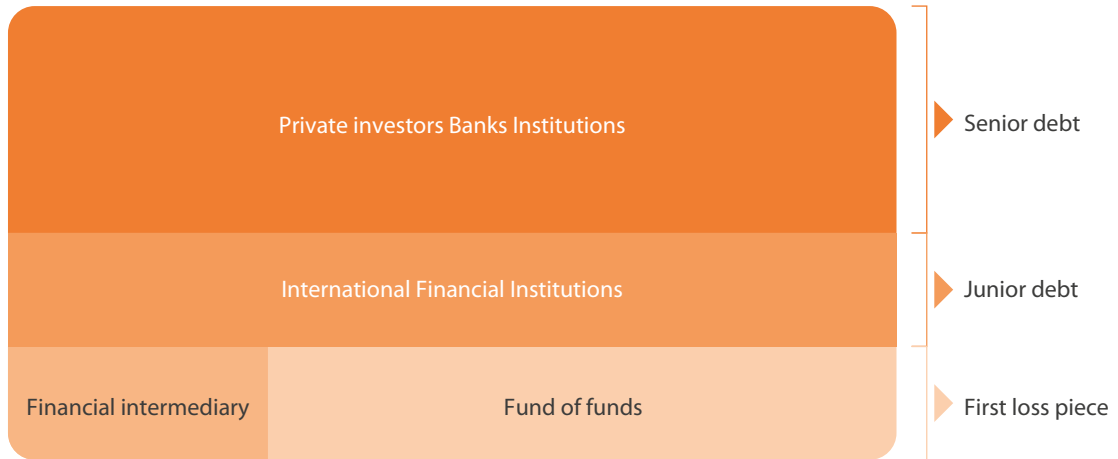 Private investors Banks Institutions
Senior debt
International Financial Institutions
Junior debt
Financial intermediary
Fund of funds
First loss piece